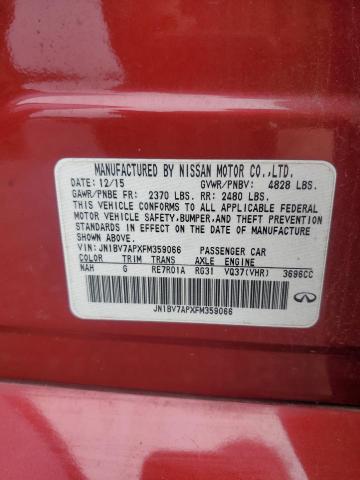 MANUFACTURED BY NISSAN MOTOR CO.,LTD.
DATE: 12/15 GVWR/PNBV: 4828 LBS.
GAWR/PNBE FR: 2370 LBS. RR: 2480 LBS.
THIS VEHICLE CONFORMS TO ALL APPLICABLE FEDERAL
MOTOR VEHICLE SAFETY,BUMPER,AND THEFT PREVENTION
STANDARDS IN EFFECT ON THE DATE OF MANUFACTURE
SHOWN ABOVE.
VIN: JN1BV7APXFM359066 PASSENGER CAR
COLOR TRIM TRANS AXLE ENGINE
NAH G RE7R01A RG31 VQ37(VHR) 3696CC
JN1BV7APXFM359066